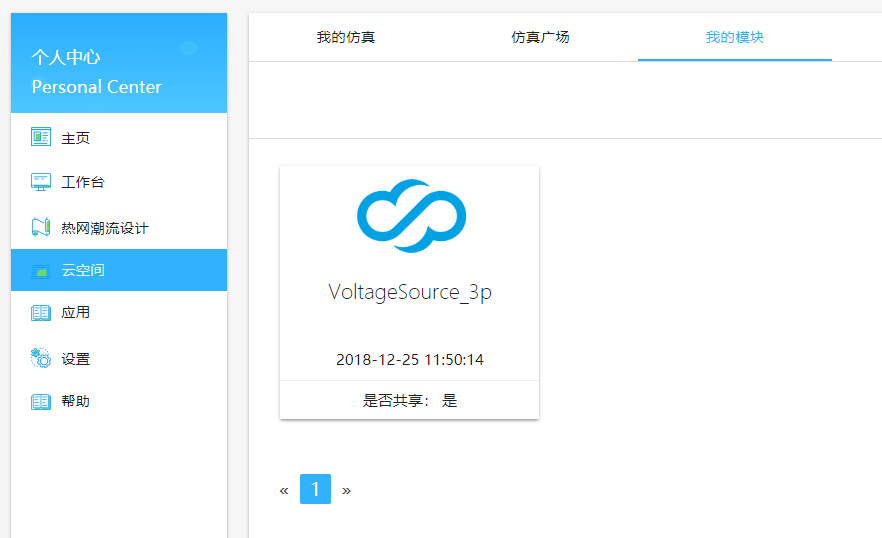 个人中心
Personal Center
主页
工作台
热网潮流设计
云空间
应用
设置
帮助
我的仿真 仿真广场 我的模块
VoltageSource_3p
2018-12-25 11:50:14
是否共享： 是
« 1 »